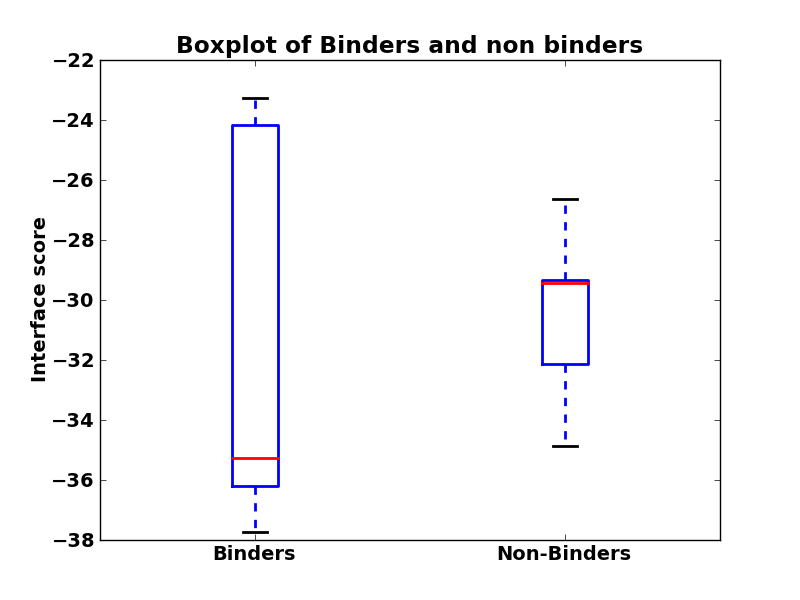 Boxplot of Binders and non binders
Interface score
−22
−24
−26
−28
−30
−32
−34
−36
−38
Binders
Non-Binders